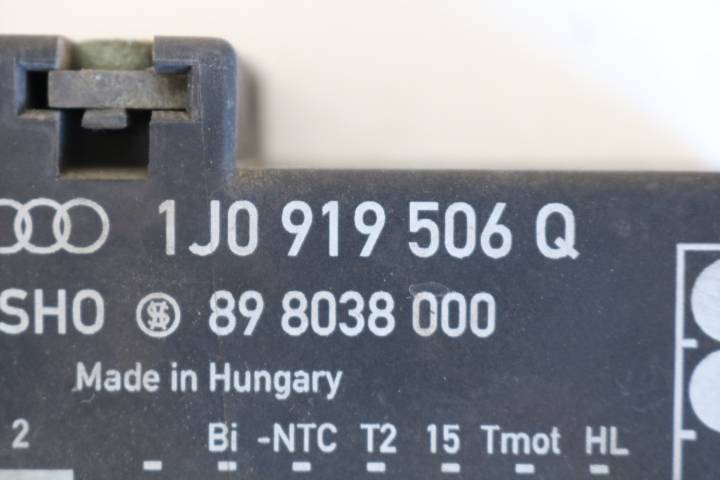 1J0 919 506 Q
SHO 89 8038 000
Made in Hungary
2 Bi -NTC T2 15 Tmot HL